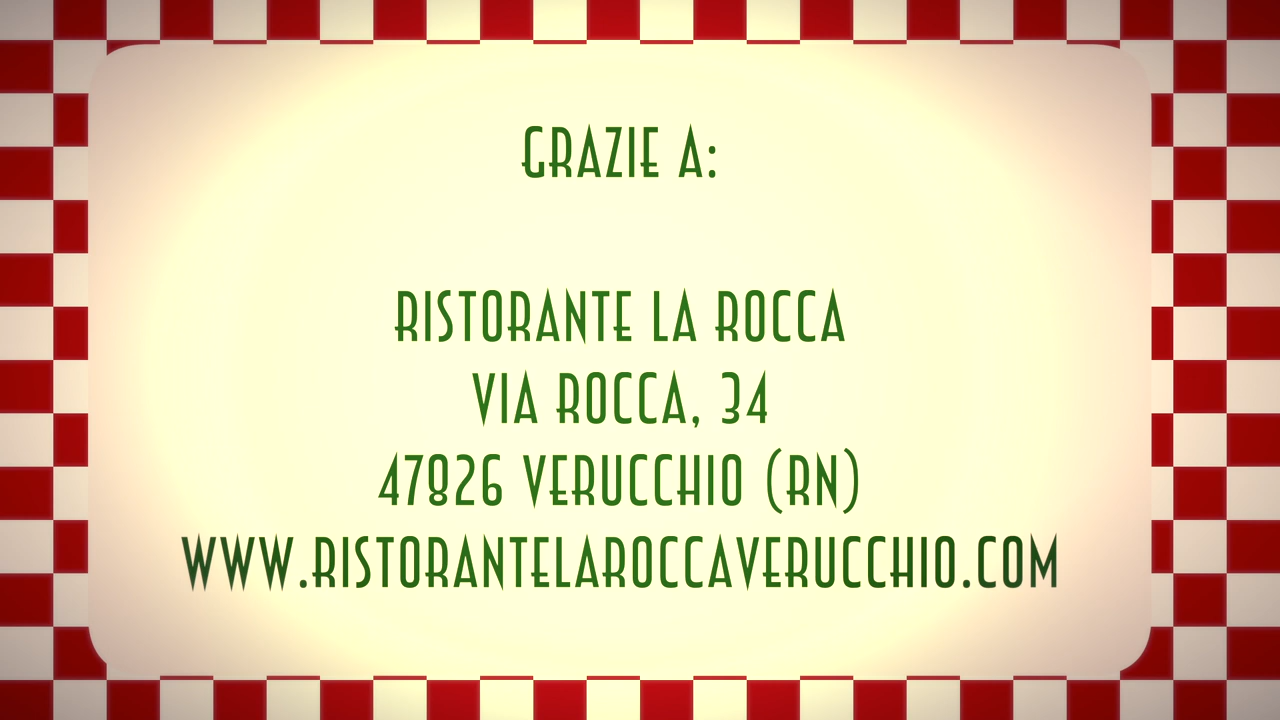 GRAZIE A:
RISTORANTE LA ROCCA
VIA ROCCA, 34
47826 VERUCCHIO (RN)
WWW.RISTORANTELAROCCAVERUCCHIO.COM